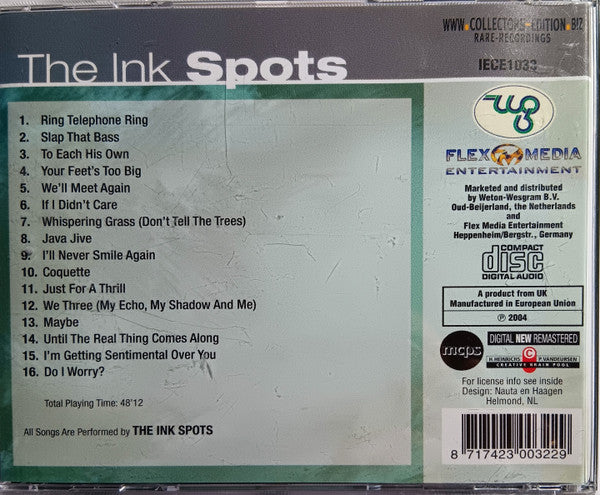 WWW.COLLECTORS-EDITION.BIZ
RARE-RECORDINGS
The Ink Spots
IECE1033
1. Ring Telephone Ring
2. Slap That Bass
3. To Each His Own
4. Your Feet's Too Big
5. We'll Meet Again
6. If I Didn't Care
7. Whispering Grass (Don't Tell The Trees)
8. Java Jive
9. I'll Never Smile Again
10. Coquette
11. Just For A Thrill
12. We Three (My Echo, My Shadow And Me)
13. Maybe
14. Until The Real Thing Comes Along
15. I'm Getting Sentimental Over You
16. Do I Worry?
Total Playing Time: 48'12
All Songs Are Performed by THE INK SPOTS
FLEX MEDIA
ENTERTAINMENT
Marketed and distributed
by Weton-Wesgram B.V.
Oud-Beijerland, the Netherlands
and
Flex Media Entertainment
Heppenheim/Bergstr., Germany
COMPACT
disc
DIGITAL AUDIO
A product from UK
Manufactured in European Union
℗ 2004
mcps
DIGITAL NEW REMASTERED
H.HEINRICHS C P.VANDEURSEN
CREATIVE BRAIN POOL
For license info see inside
Design: Nauta en Haagen
Helmond, NL
8 717423 003229